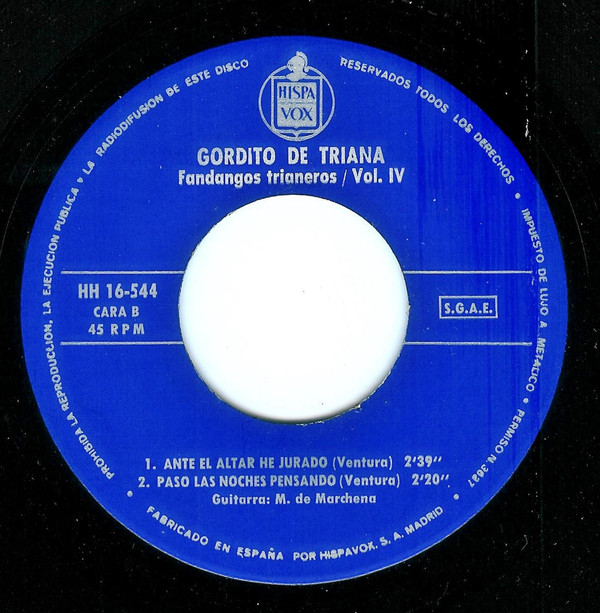 HISPA
VOX
GORDITO DE TRIANA
Fandangos trianeros / Vol. IV
HH 16-544
CARA B
45 RPM
S.G.A.E.
1. ANTE EL ALTAR HE JURADO (Ventura) 2'39"
2. PASO LAS NOCHES PENSANDO (Ventura) 2'20"
Guitarra: M. de Marchena
PROHIBIDA LA REPRODUCCION, LA EJECUCION PUBLICA Y LA RADIODIFUSION DE ESTE DISCO
RESERVADOS TODOS LOS DERECHOS • IMPUESTO DE LUJO A METALICO • PERMISO N. 3627
• FABRICADO EN ESPAÑA POR HISPAVOX. S. A. MADRID •